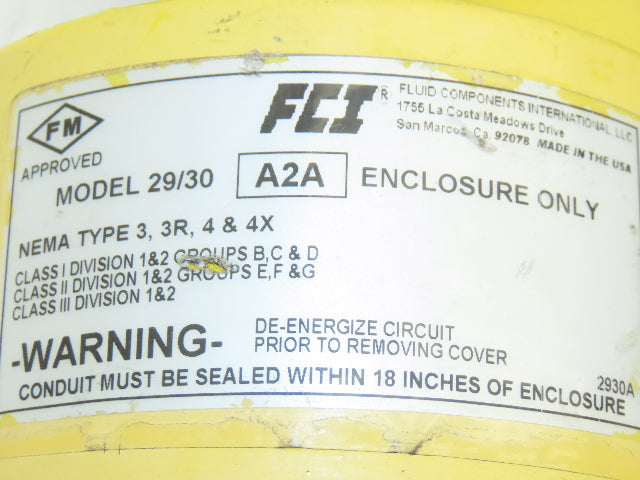 FM
APPROVED
FCI ®
FLUID COMPONENTS INTERNATIONAL LLC
1755 La Costa Meadows Drive
San Marcos, Ca. 92078 MADE IN THE USA
MODEL 29/30 A2A ENCLOSURE ONLY
NEMA TYPE 3, 3R, 4 & 4X
CLASS I DIVISION 1&2 GROUPS B,C & D
CLASS II DIVISION 1&2 GROUPS E,F &G
CLASS III DIVISION 1&2
-WARNING-
DE-ENERGIZE CIRCUIT
PRIOR TO REMOVING COVER
2930A
CONDUIT MUST BE SEALED WITHIN 18 INCHES OF ENCLOSURE